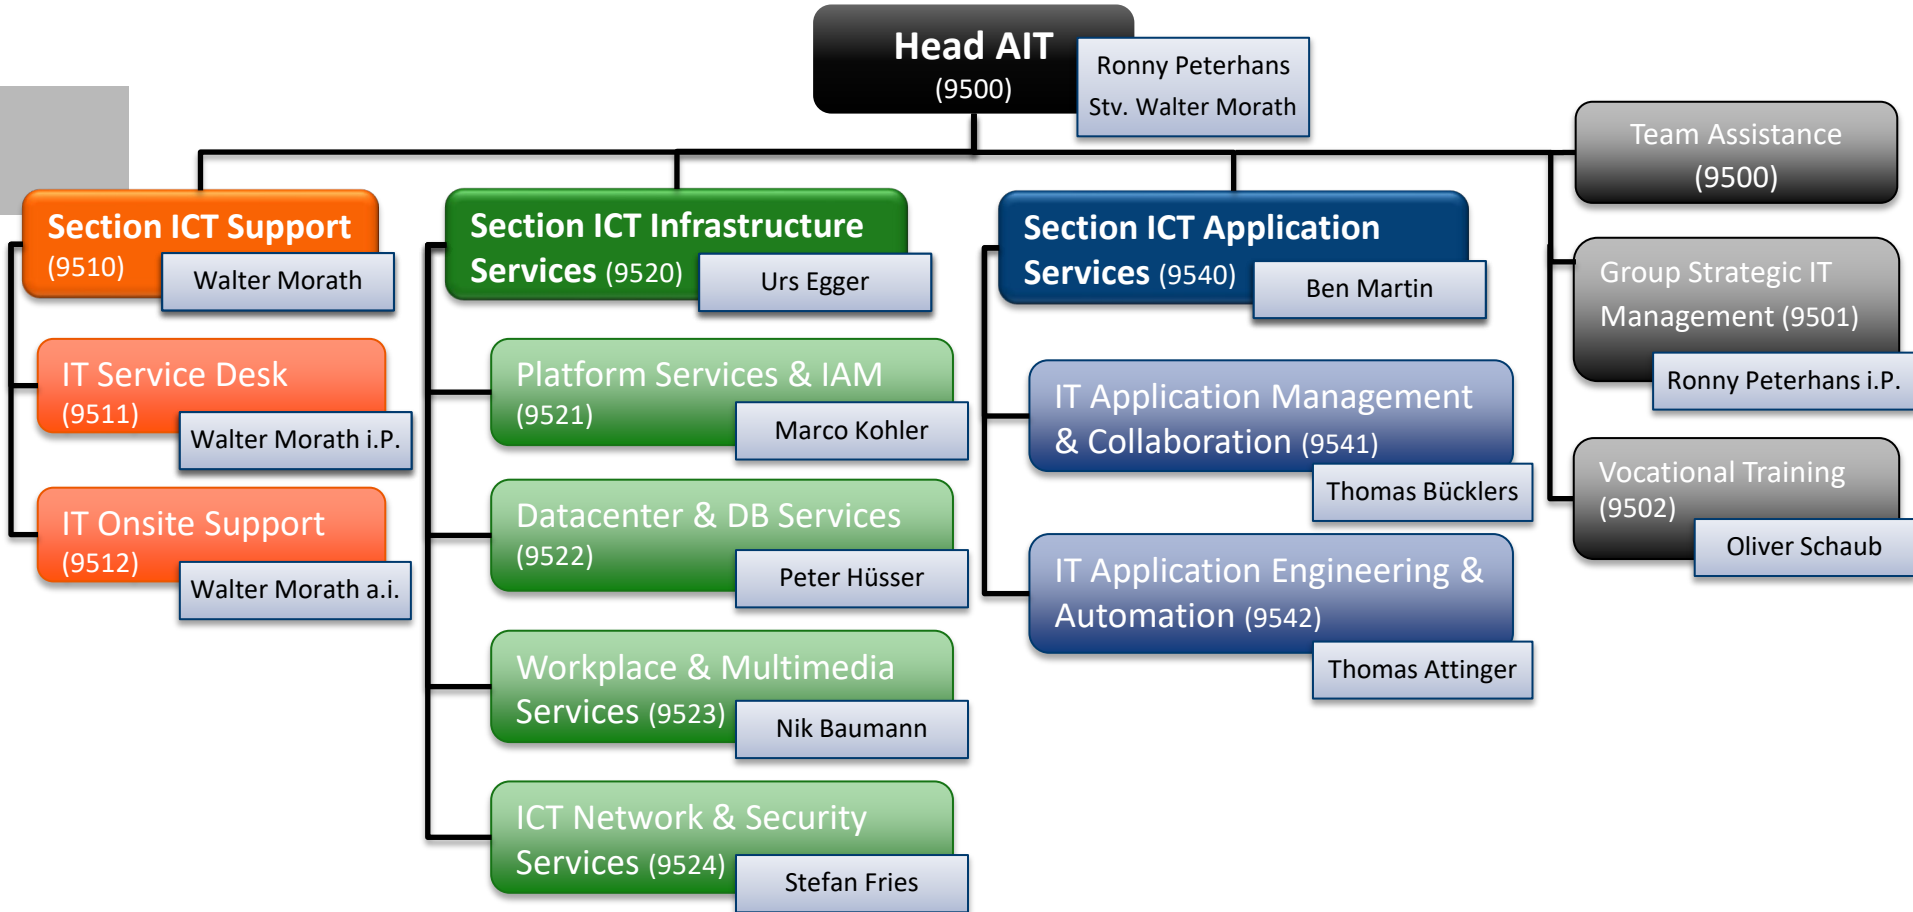 Head AIT
(9500)
Ronny Peterhans
Stv. Walter Morath
Team Assistance
(9500)
Section ICT Support
(9510)
Walter Morath
IT Service Desk
(9511)
Walter Morath i.P.
IT Onsite Support
(9512)
Walter Morath a.i.
Section ICT Infrastructure
Services (9520)
Urs Egger
Platform Services & IAM
(9521)
Marco Kohler
Datacenter & DB Services
(9522)
Peter Hüsser
Workplace & Multimedia
Services (9523)
Nik Baumann
ICT Network & Security
Services (9524)
Stefan Fries
Section ICT Application
Services (9540)
Ben Martin
IT Application Management
& Collaboration (9541)
Thomas Bücklers
IT Application Engineering &
Automation (9542)
Thomas Attinger
Group Strategic IT
Management (9501)
Ronny Peterhans i.P.
Vocational Training
(9502)
Oliver Schaub